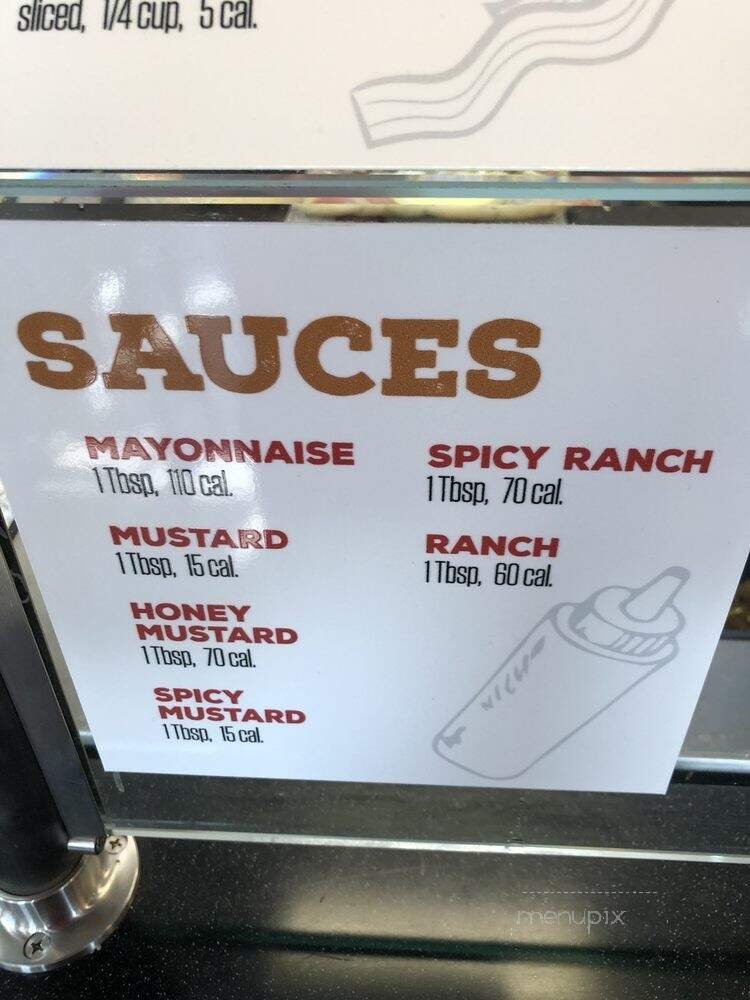 sliced, 1/4 cup, 5 cal.
SAUCES
MAYONNAISE
1 Tbsp, 110 cal.
MUSTARD
1 Tbsp, 15 cal.
HONEY
MUSTARD
1 Tbsp, 70 cal.
SPICY
MUSTARD
1 Tbsp, 15 cal.
SPICY RANCH
1 Tbsp, 70 cal.
RANCH
1 Tbsp, 60 cal.
menupix